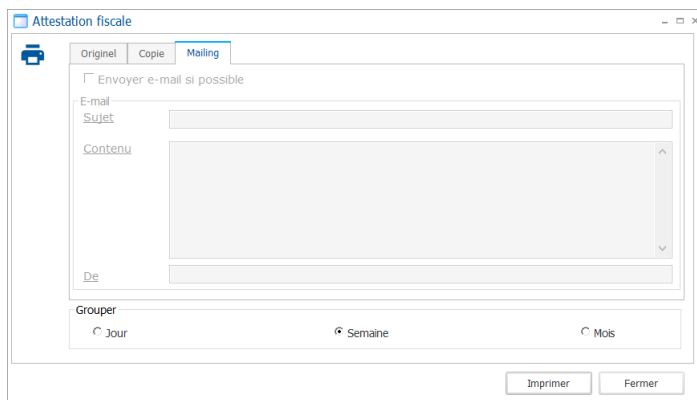 Attestation fiscale
Originel Copie Mailing
Envoyer e-mail si possible
E-mail
Sujet
Contenu
De
Grouper
Jour Semaine Mois
Imprimer Fermer